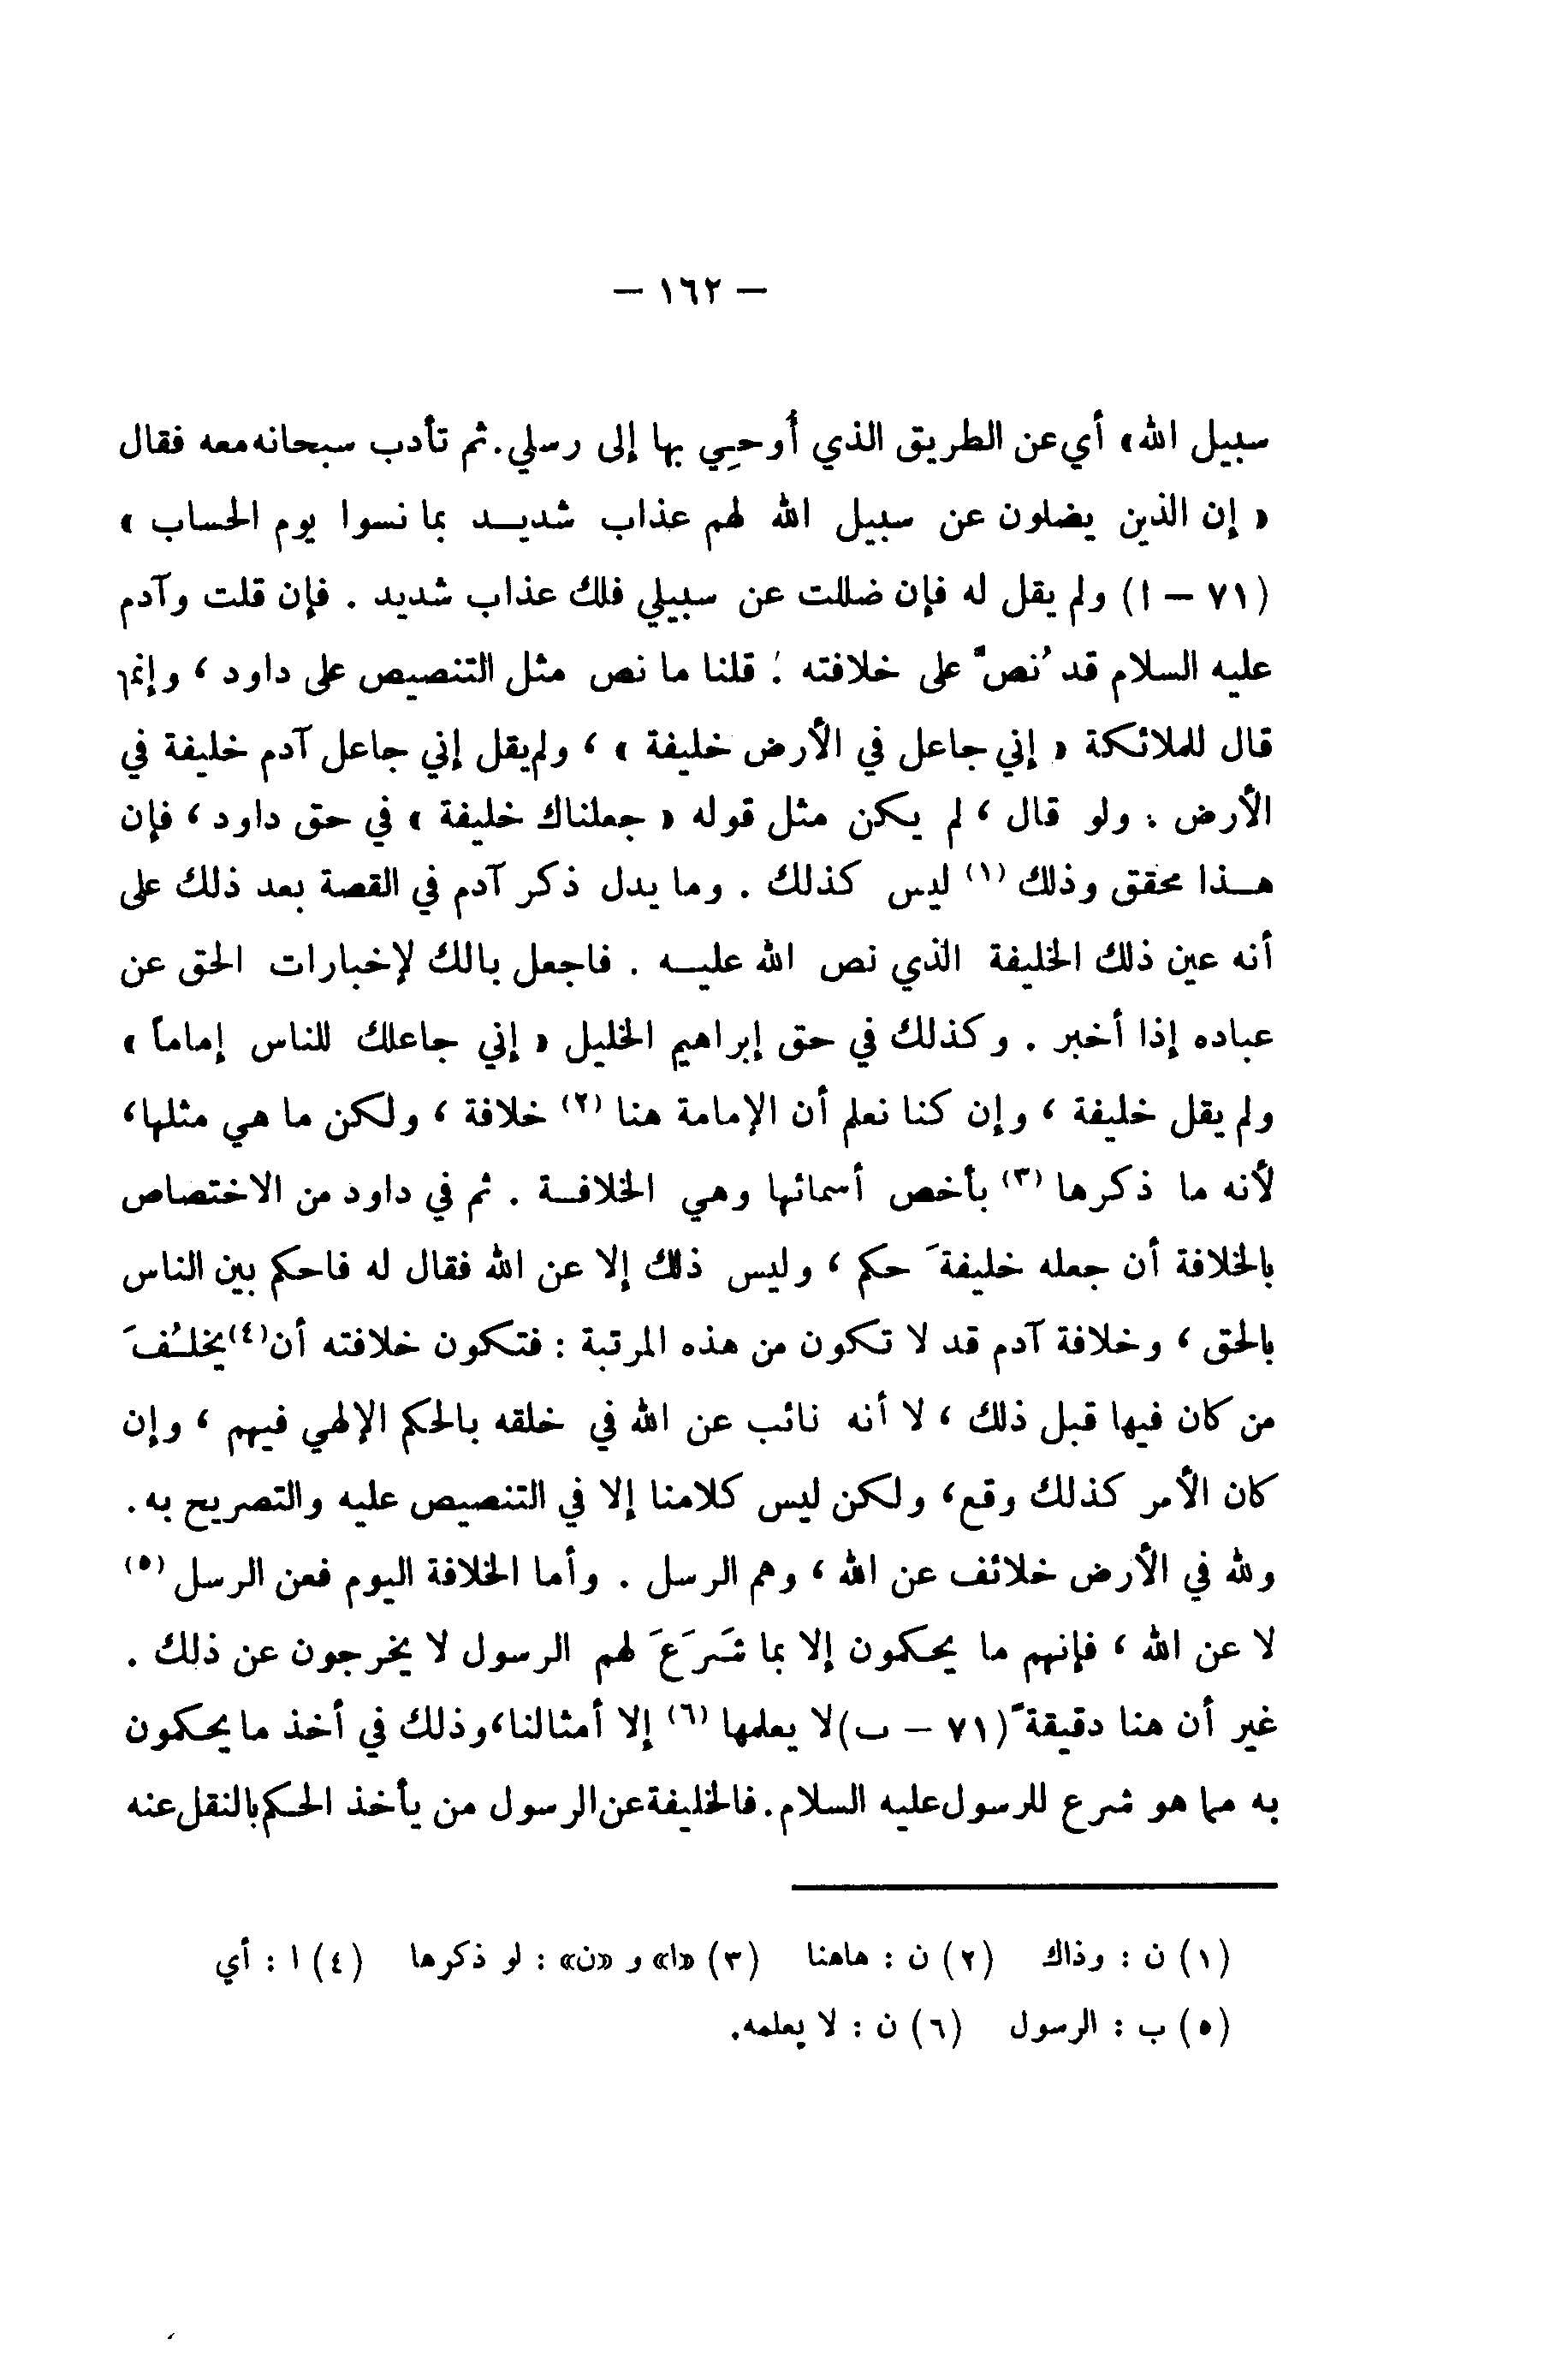 — ١٦٢ —
سبيل الله» أي عن الطريق الذي أُوحِي بها إلى رسلي. ثم تأدب سبحانه معه فقال
« إن الذين يضلون عن سبيل الله لهم عذاب شديد بما نسوا يوم الحساب »
(٧١ – ا) ولم يقل له فإن ضللت عن سبيلي فلك عذاب شديد . فإن قلت وآدم
عليه السلام قد نُصَّ على خلافته : قلنا ما نص مثل التنصيص على داود ، وإنما
قال للملائكة « إني جاعل في الأرض خليفة » ، ولم يقل إني جاعل آدم خليفة في
الأرض . ولو قال ، لم يكن مثل قوله « جعلناك خليفة » في حق داود ، فإن
هذا محقق وذلك (١) ليس كذلك . وما يدل ذكر آدم في القصة بعد ذلك على
أنه عين ذلك الخليفة الذي نص الله عليه . فاجعل بالك لإخبارات الحق عن
عباده إذا أخبر . وكذلك في حق إبراهيم الخليل « إني جاعلك للناس إماماً »
ولم يقل خليفة ، وإن كنا نعلم أن الإمامة هنا (٢) خلافة ، ولكن ما هي مثلها،
لأنه ما ذكرها (٣) بأخص أسمائها وهي الخلافة . ثم في داود من الاختصاص
بالخلافة أن جعله خليفةَ حكم ، وليس ذلك إلا عن الله فقال له فاحكم بين الناس
بالحق ، وخلافة آدم قد لا تكون من هذه المرتبة : فتكون خلافته أن (٤) يخلُفَ
من كان فيها قبل ذلك ، لا أنه نائب عن الله في خلقه بالحكم الإلهي فيهم ، وإن
كان الأمر كذلك وقع، ولكن ليس كلامنا إلا في التنصيص عليه والتصريح به.
ولله في الأرض خلائف عن الله ، وهم الرسل . وأما الخلافة اليوم فعن الرسل (٥)
لا عن الله ، فإنهم ما يحكمون إلا بما شَرَعَ لهم الرسول لا يخرجون عن ذلك .
غير أن هنا دقيقةً (٧١ – ب) لا يعلمها (٦) إلا أمثالنا، وذلك في أخذ ما يحكمون
به مما هو شرع للرسول عليه السلام. فالخليفة عن الرسول من يأخذ الحكم بالنقل عنه
(١) ن : وذاك (٢) ن : هاهنا (٣) «ا» و «ن» : لو ذكرها (٤) ا : أي
(٥) ب : الرسول (٦) ن : لا يعلمه.